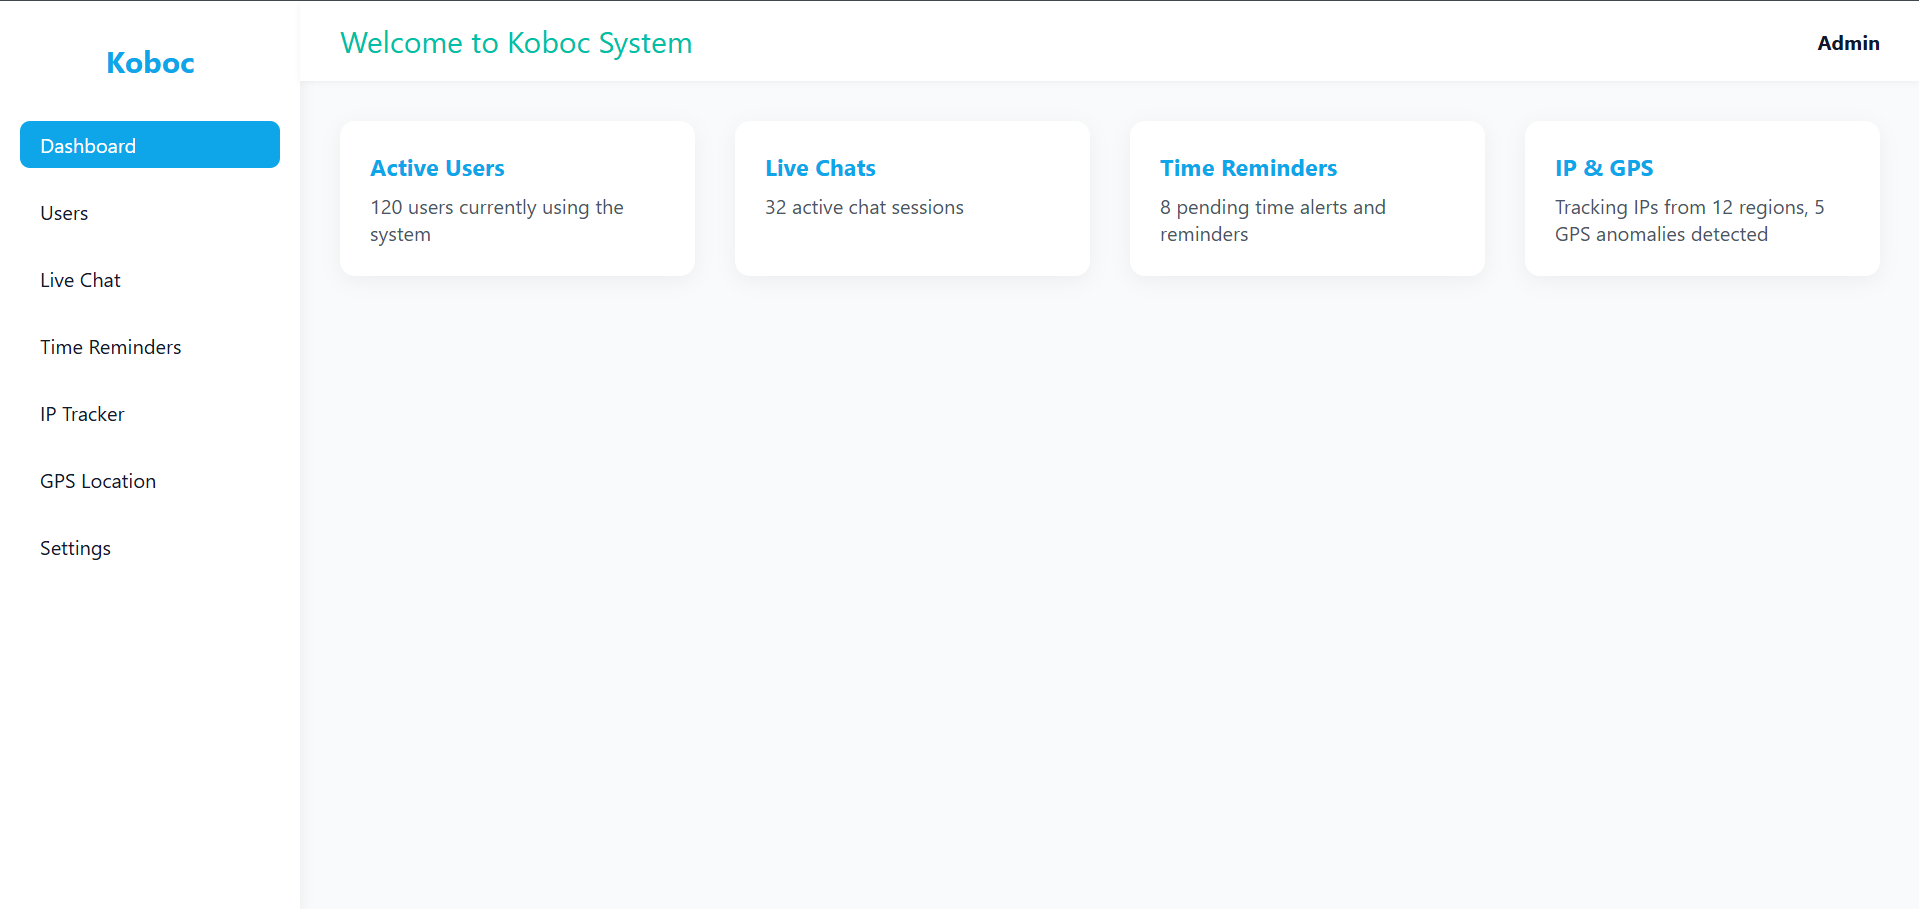 Koboc
Dashboard
Users
Live Chat
Time Reminders
IP Tracker
GPS Location
Settings
Welcome to Koboc System
Admin
Active Users
120 users currently using the
system
Live Chats
32 active chat sessions
Time Reminders
8 pending time alerts and
reminders
IP & GPS
Tracking IPs from 12 regions, 5
GPS anomalies detected